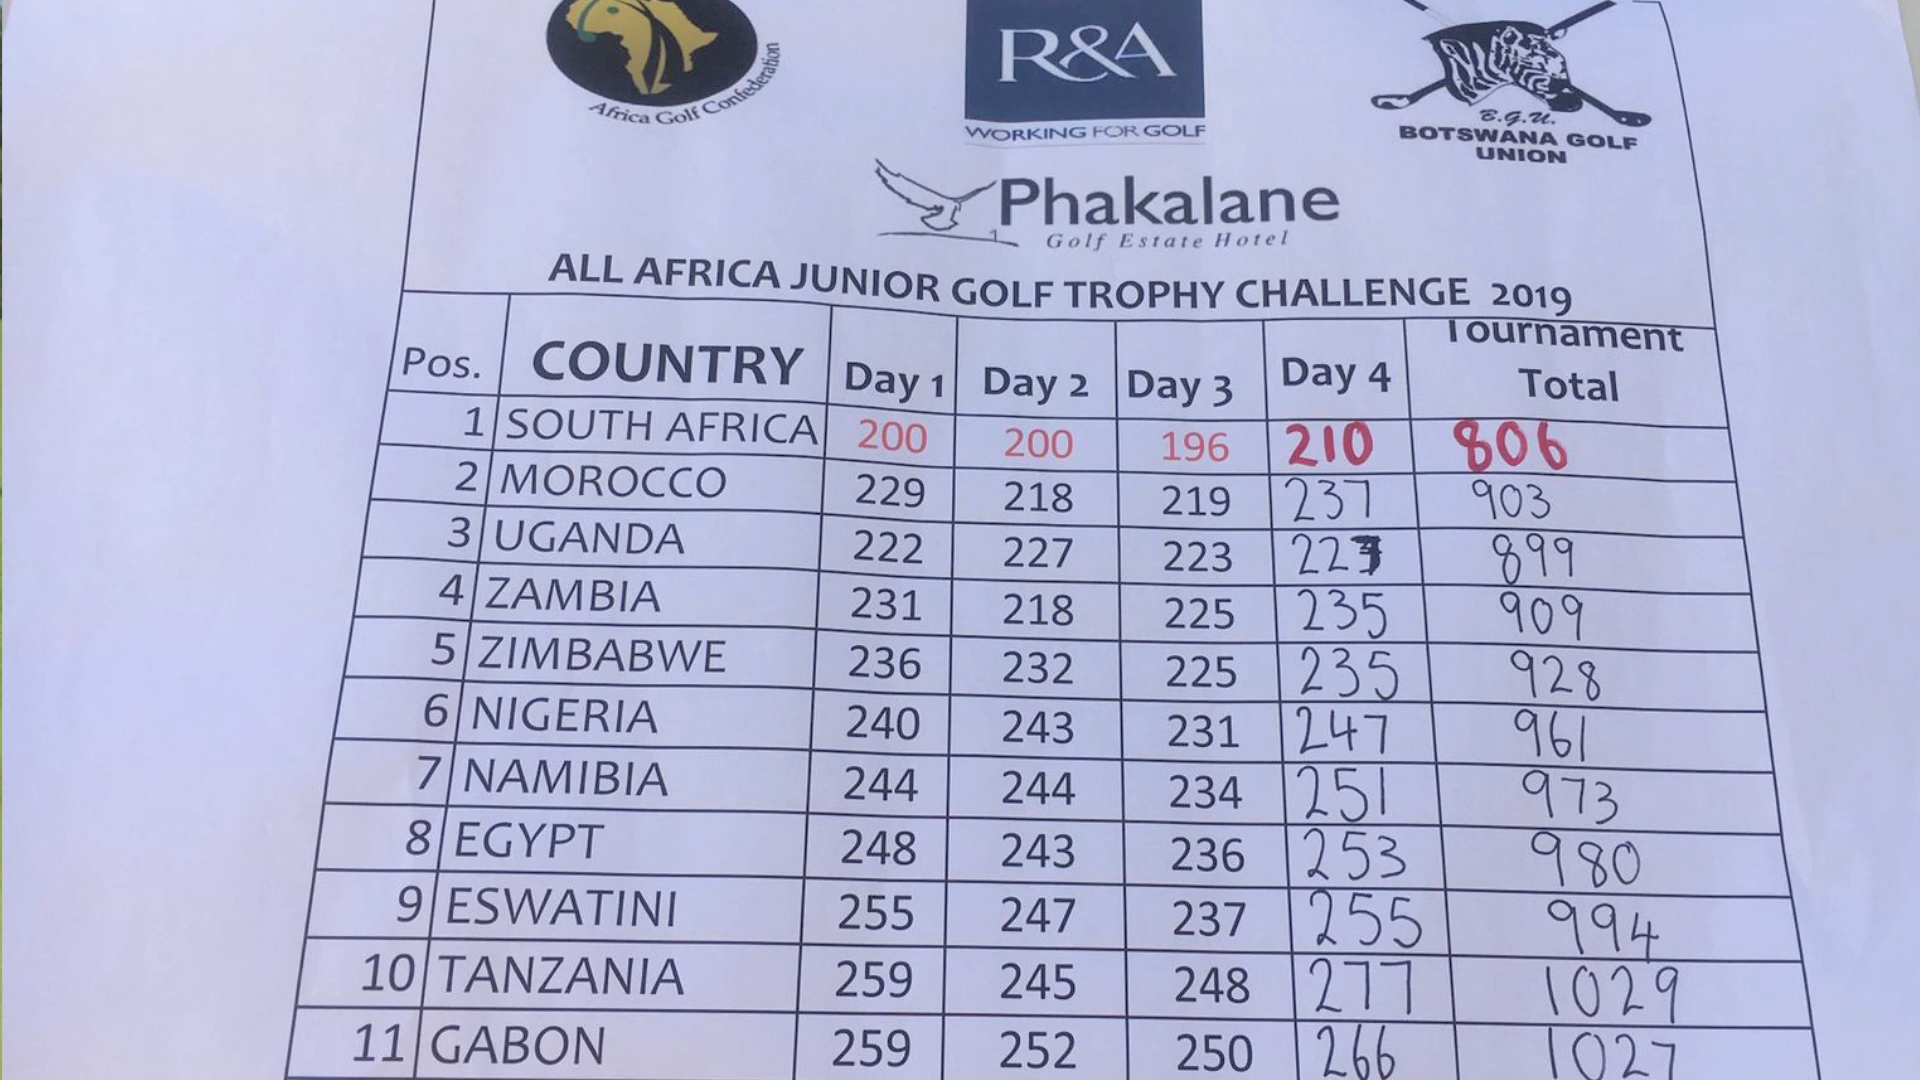 Africa Golf Confederation
R&A
WORKING FOR GOLF
B.G.U.
BOTSWANA GOLF
UNION
Phakalane
Golf Estate Hotel
ALL AFRICA JUNIOR GOLF TROPHY CHALLENGE 2019
Pos. COUNTRY Day 1 Day 2 Day 3 Day 4 Tournament Total
1 SOUTH AFRICA 200 200 196 210 806
2 MOROCCO 229 218 219 237 903
3 UGANDA 222 227 223 227 899
4 ZAMBIA 231 218 225 235 909
5 ZIMBABWE 236 232 225 235 928
6 NIGERIA 240 243 231 247 961
7 NAMIBIA 244 244 234 251 973
8 EGYPT 248 243 236 253 980
9 ESWATINI 255 247 237 255 994
10 TANZANIA 259 245 248 277 1029
11 GABON 259 252 250 266 1027